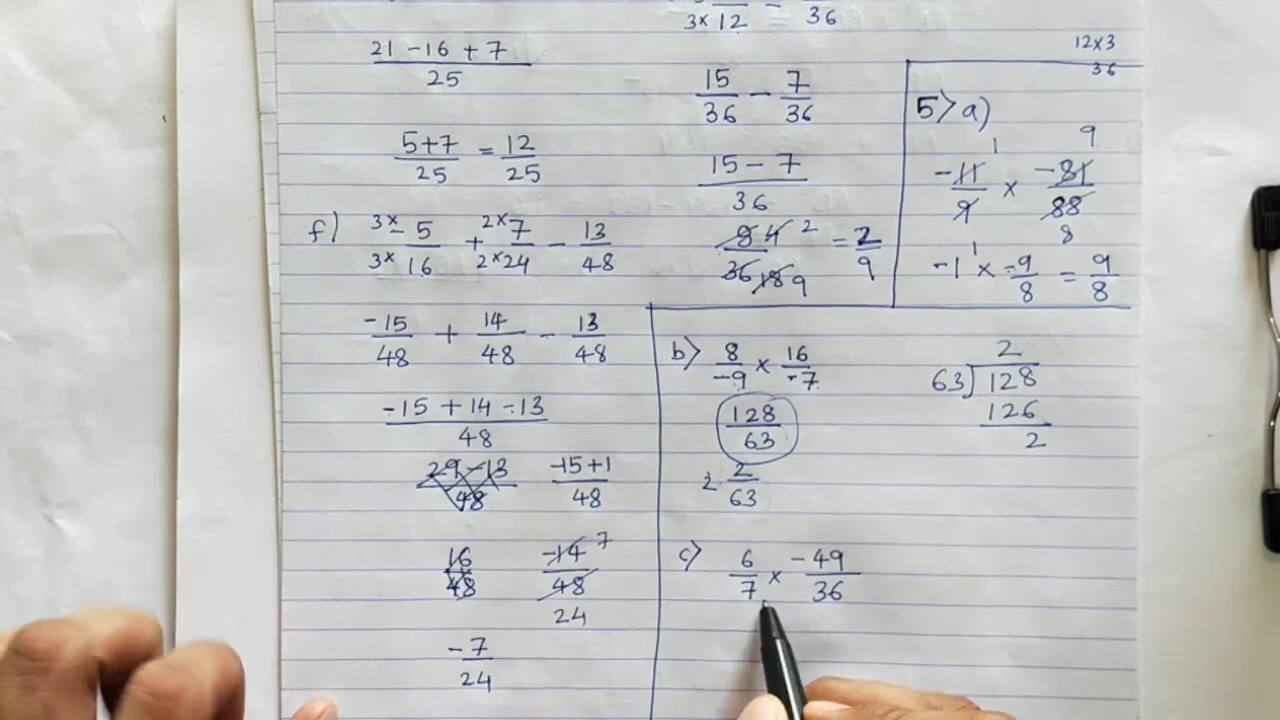 21 - 16 + 7
25
5+7 = 12
25 25
f) 3x -5 + 2x 7 - 13
3x 16 2x24 48
-15 + 14 - 13
48 48 48
-15 + 14 - 13
48
29 - 13 -15+1
48 48
16 -14 7
48 48
24
-7
24
3x 12 = 36
15 - 7
36 36
15 - 7
36
8 4 2 = 2
36 18 9 9
12x3
36
5> a)
1 9
-11 x -81
9 88
1 8
-1 x -9 = 9
8 8
b> 8 x 16
-9 -7
128
63
2 2
63
2
63)128
126
2
c> 6 x -49
7 36